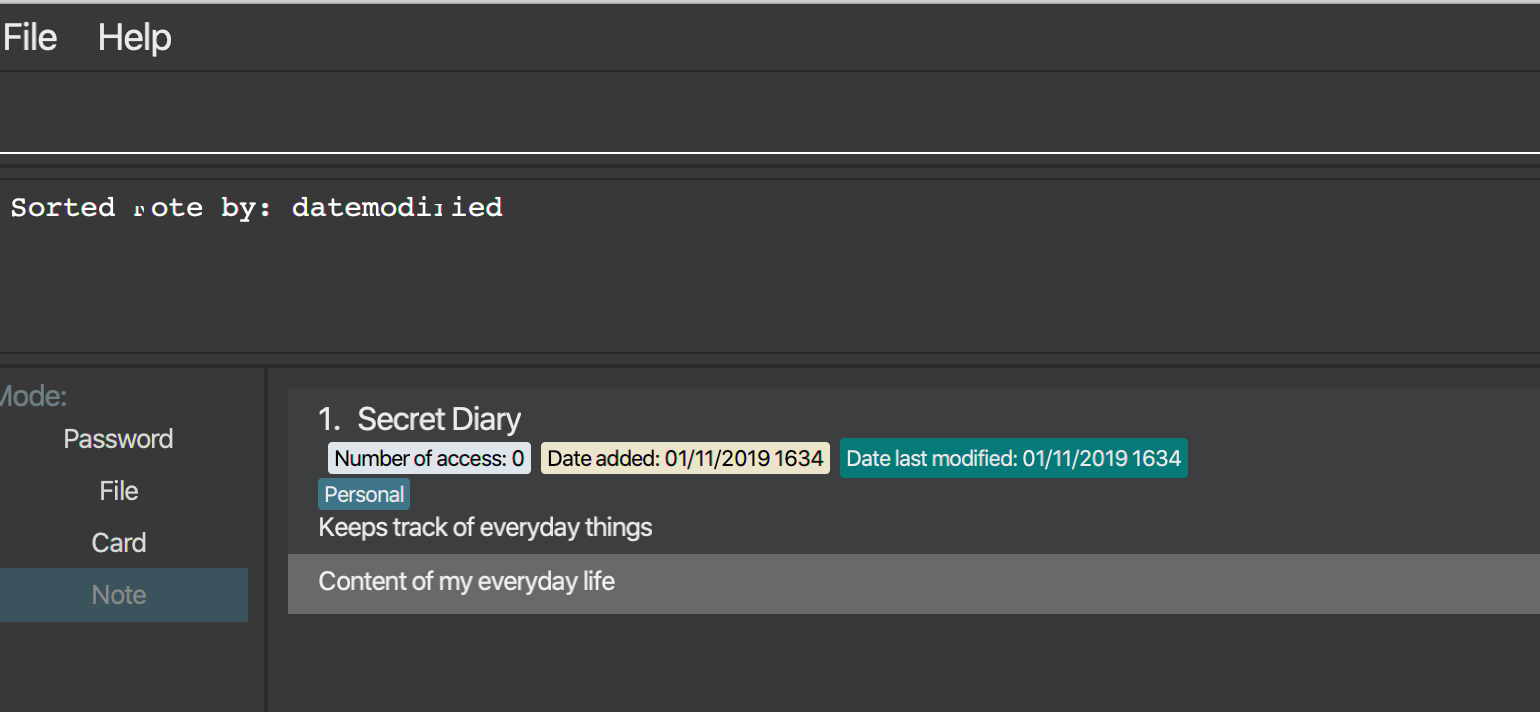 File Help
Sorted note by: datemodified
Mode:
Password
File
Card
Note
1. Secret Diary
Number of access: 0 Date added: 01/11/2019 1634 Date last modified: 01/11/2019 1634
Personal
Keeps track of everyday things
Content of my everyday life